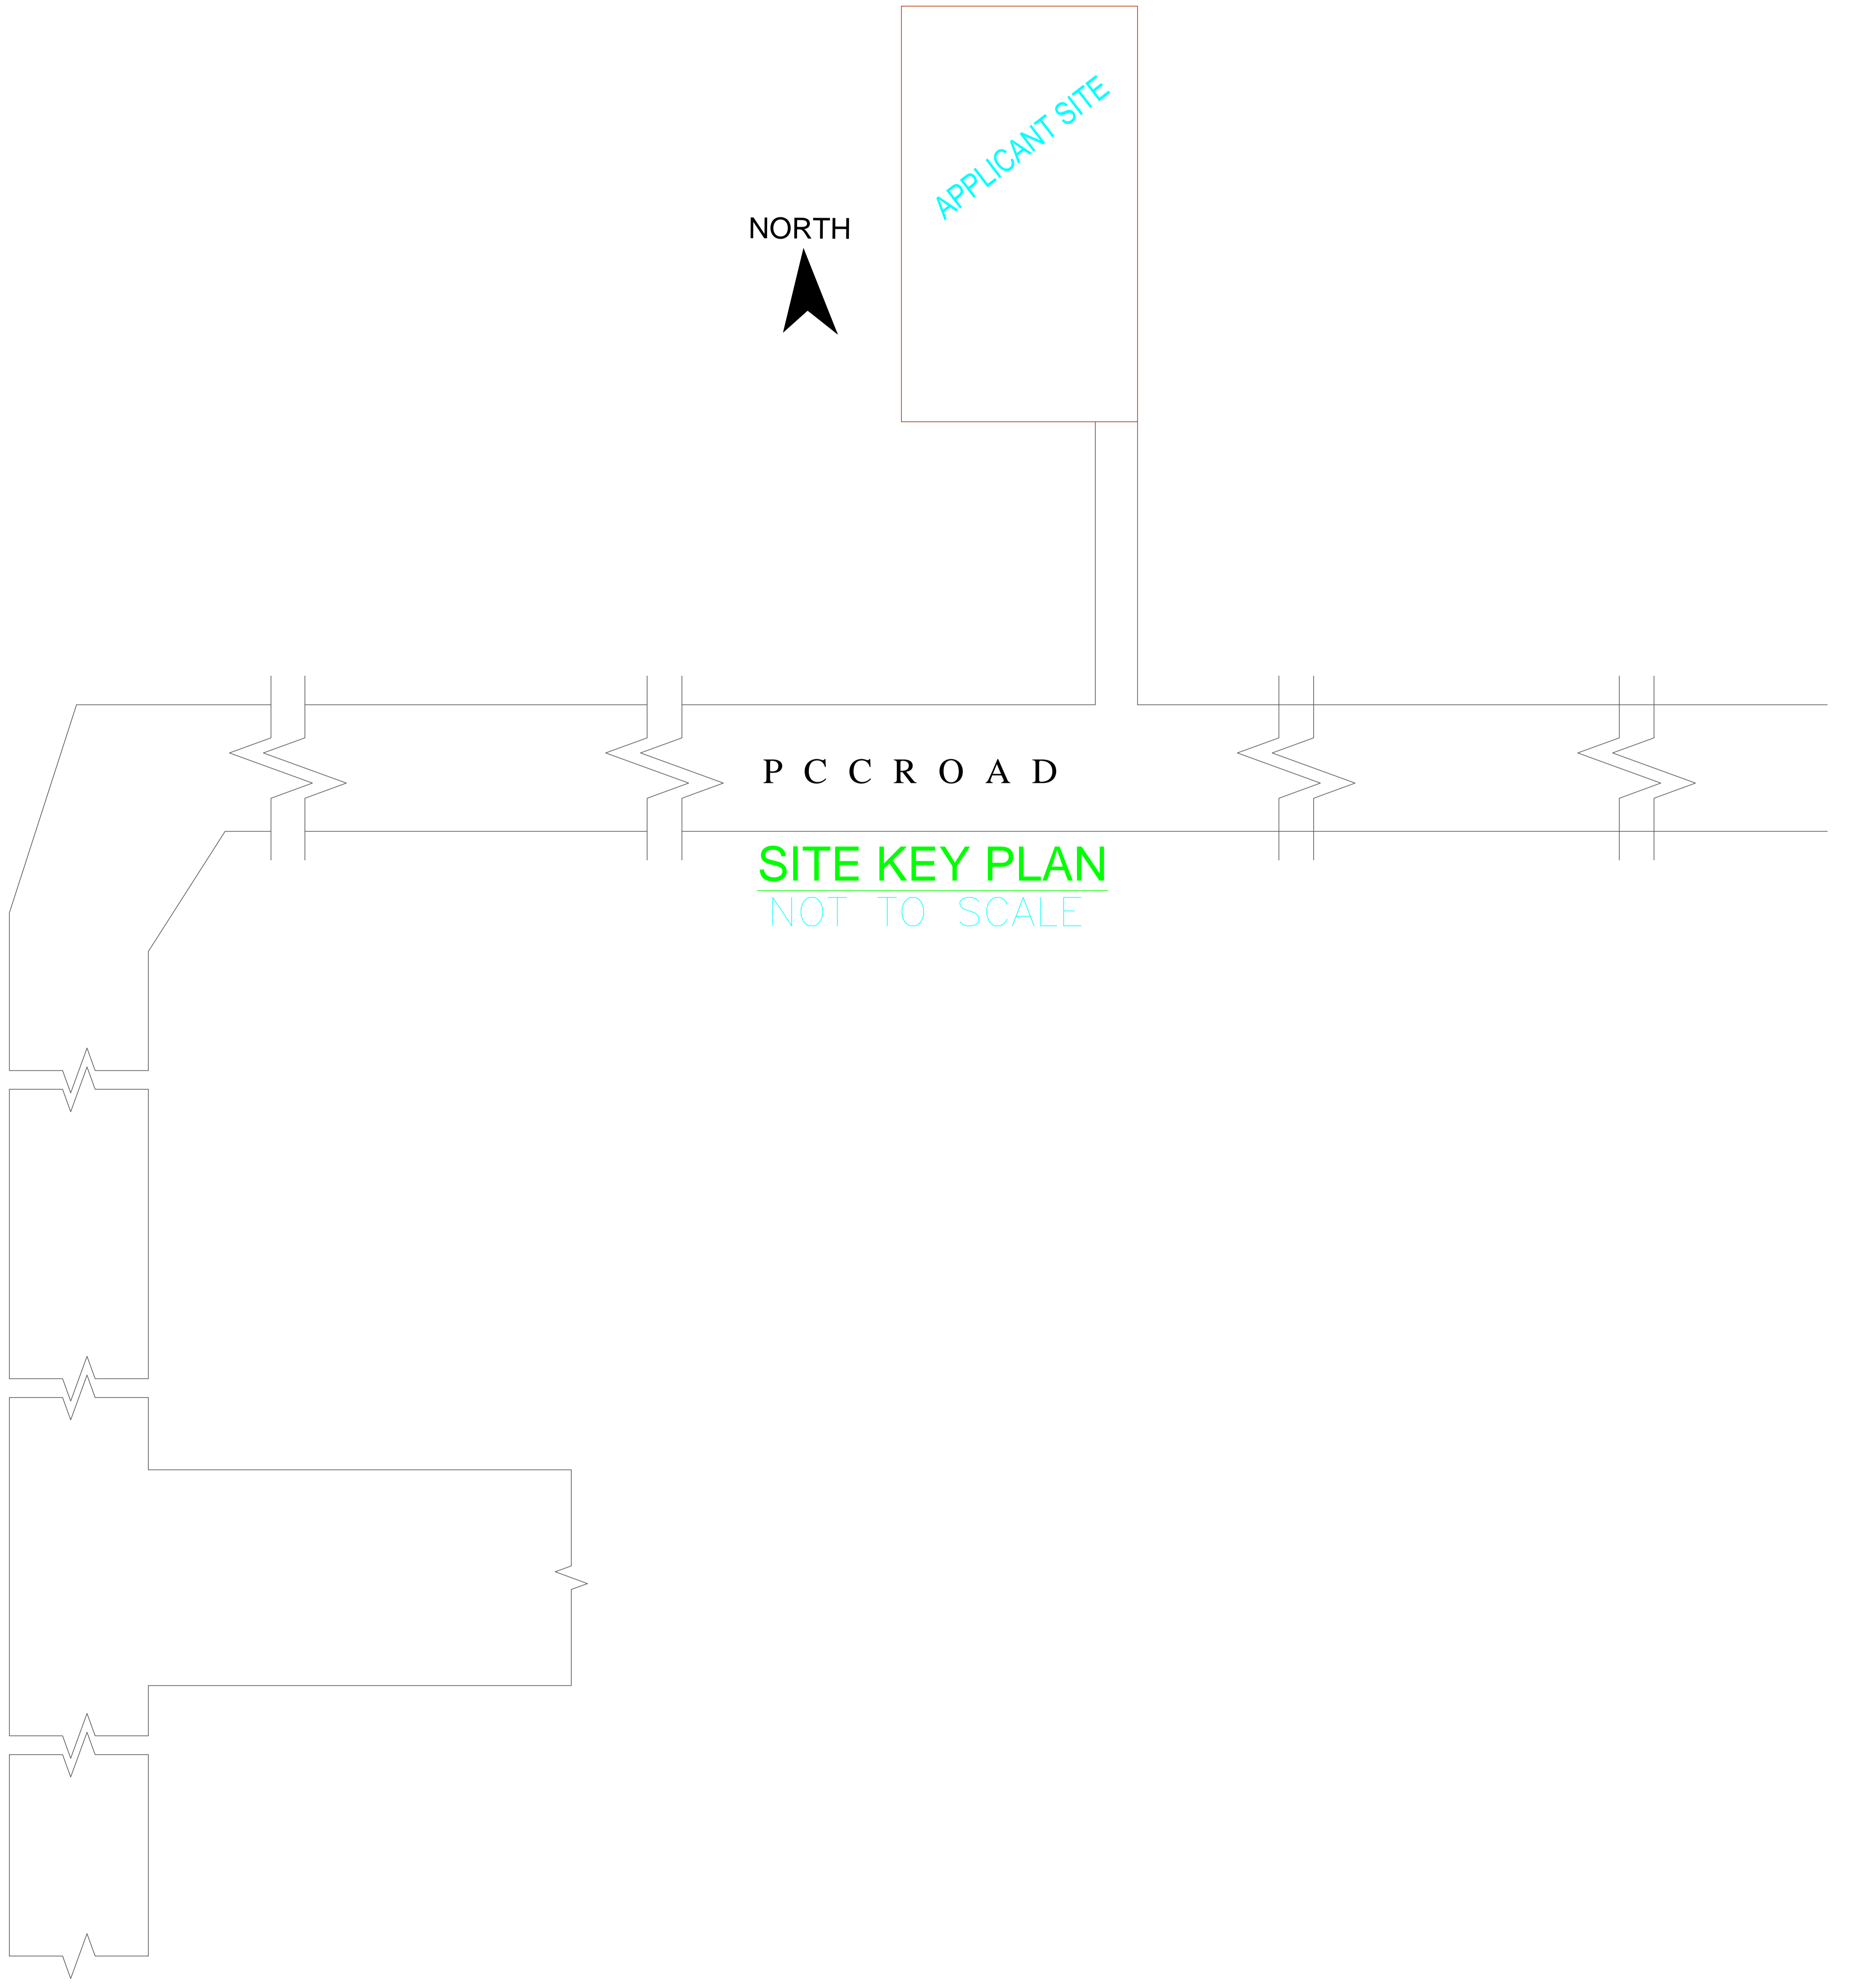 APPLICANT SITE
NORTH
P C C R O A D
SITE KEY PLAN
NOT TO SCALE